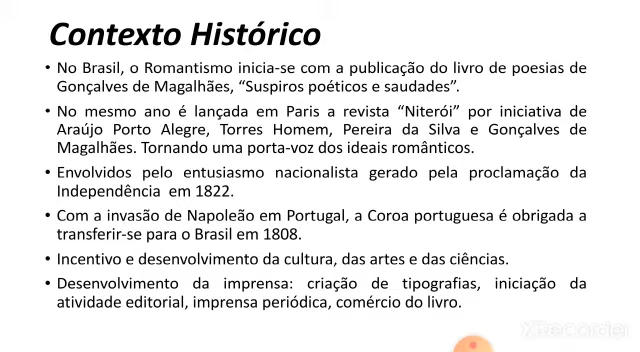 Contexto Histórico
• No Brasil, o Romantismo inicia-se com a publicação do livro de poesias de
Gonçalves de Magalhães, “Suspiros poéticos e saudades”.
• No mesmo ano é lançada em Paris a revista “Niterói” por iniciativa de
Araújo Porto Alegre, Torres Homem, Pereira da Silva e Gonçalves de
Magalhães. Tornando uma porta-voz dos ideais românticos.
• Envolvidos pelo entusiasmo nacionalista gerado pela proclamação da
Independência em 1822.
• Com a invasão de Napoleão em Portugal, a Coroa portuguesa é obrigada a
transferir-se para o Brasil em 1808.
• Incentivo e desenvolvimento da cultura, das artes e das ciências.
• Desenvolvimento da imprensa: criação de tipografias, iniciação da
atividade editorial, imprensa periódica, comércio do livro.
XRecorder